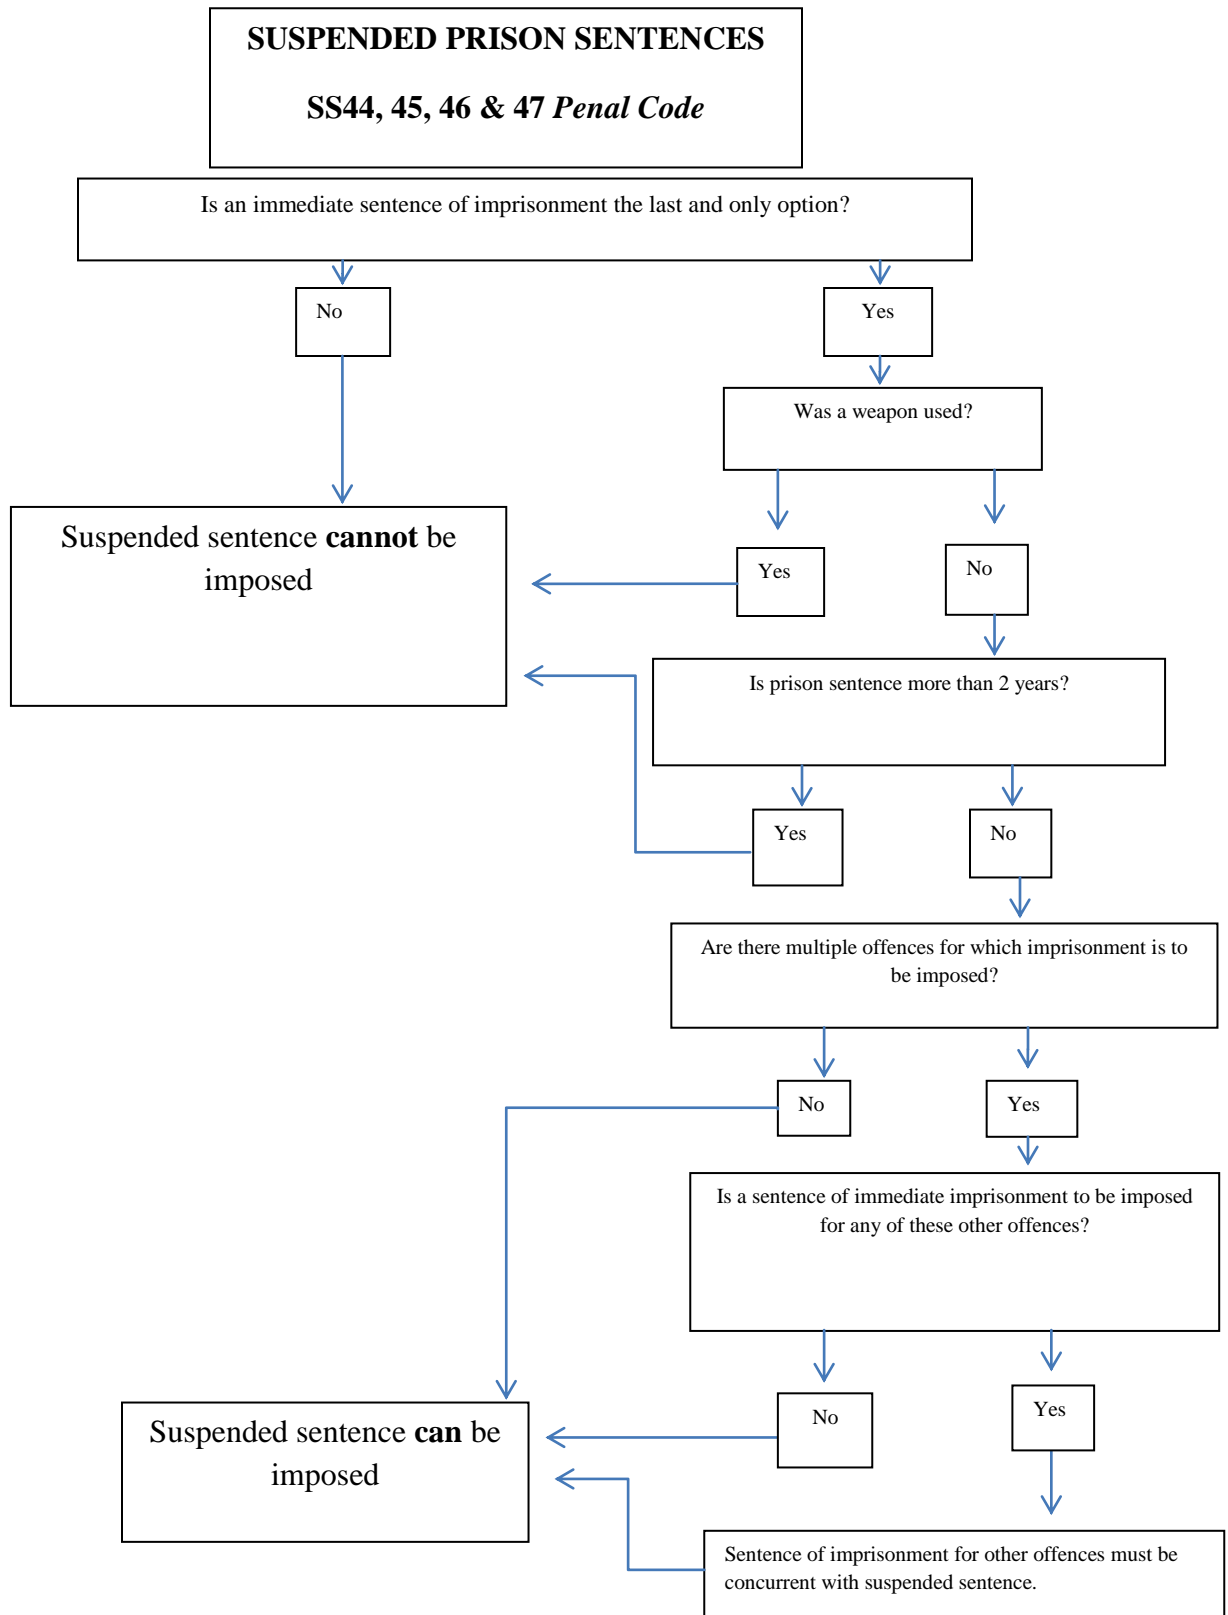 SUSPENDED PRISON SENTENCES
SS44, 45, 46 & 47 Penal Code
Is an immediate sentence of imprisonment the last and only option?
No
Yes
Was a weapon used?
Suspended sentence cannot be
imposed
Yes
No
Is prison sentence more than 2 years?
Yes
No
Are there multiple offences for which imprisonment is to
be imposed?
No
Yes
Is a sentence of immediate imprisonment to be imposed
for any of these other offences?
No
Yes
Suspended sentence can be
imposed
Sentence of imprisonment for other offences must be
concurrent with suspended sentence.